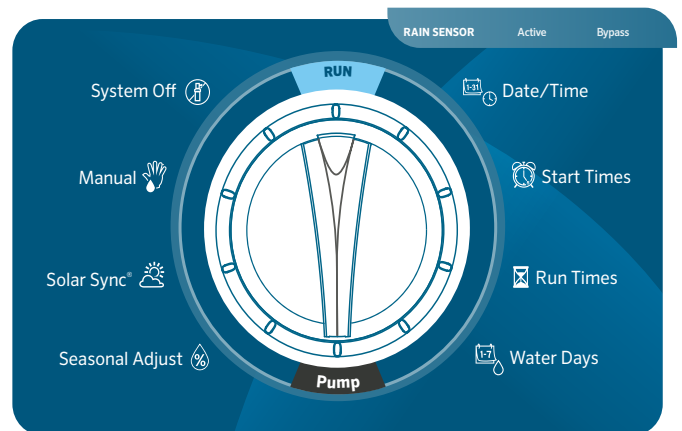 RAIN SENSOR Active Bypass
RUN
System Off
1-31 Date/Time
Manual
Start Times
Solar Sync®
Run Times
Seasonal Adjust %
1-7 Water Days
Pump